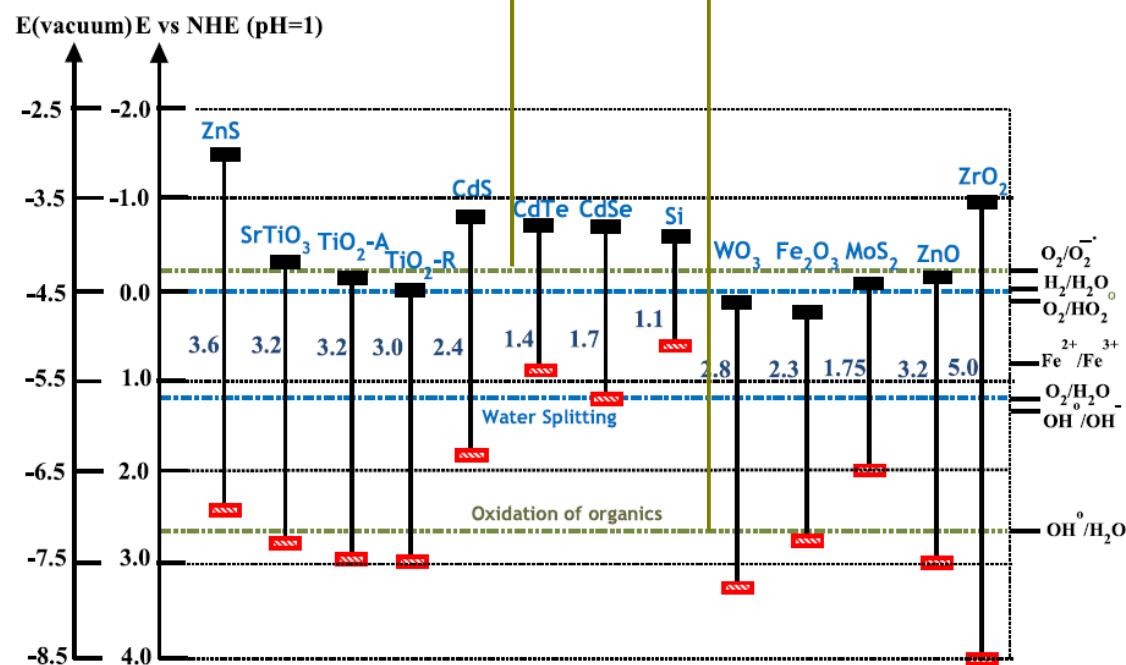 E(vacuum) E vs NHE (pH=1)
-2.5 -2.0
ZnS
-3.5 -1.0
CdS
ZrO2
CdTe CdSe Si
SrTiO3 TiO2-A TiO2-R
WO3 Fe2O3 MoS2 ZnO
O2/O2−•
H2/H2O
-4.5 0.0
O2/HO2o
3.6 3.2 3.2 3.0 2.4 1.4 1.7 1.1 2.8 2.3 1.75 3.2 5.0
Fe2+/Fe3+
-5.5 1.0
O2/H2O
Water Splitting
OHo/OH-
-6.5 2.0
Oxidation of organics
OHo/H2O
-7.5 3.0
-8.5 4.0